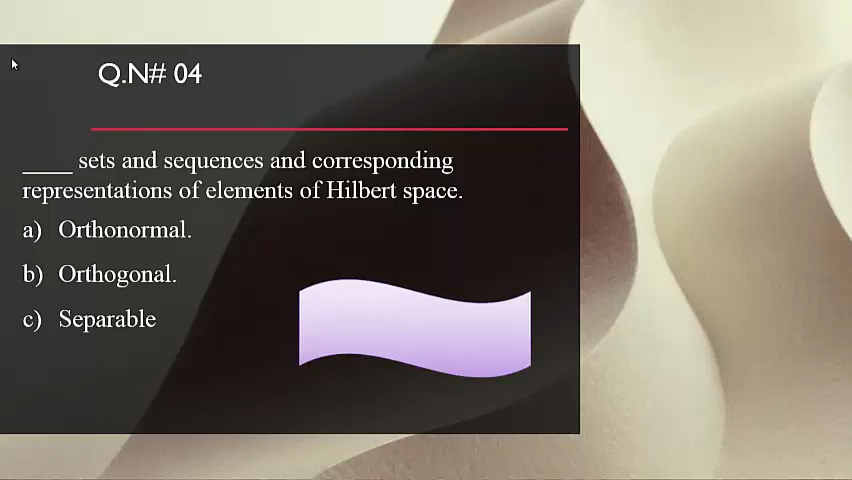 Q.N# 04
____ sets and sequences and corresponding
representations of elements of Hilbert space.
a) Orthonormal.
b) Orthogonal.
c) Separable